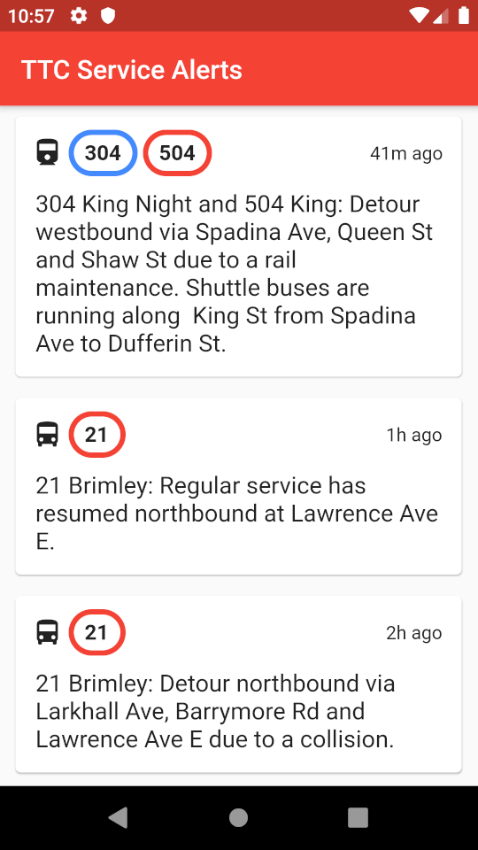 10:57
TTC Service Alerts
304 504 41m ago
304 King Night and 504 King: Detour
westbound via Spadina Ave, Queen St
and Shaw St due to a rail
maintenance. Shuttle buses are
running along  King St from Spadina
Ave to Dufferin St.
21 1h ago
21 Brimley: Regular service has
resumed northbound at Lawrence Ave
E.
21 2h ago
21 Brimley: Detour northbound via
Larkhall Ave, Barrymore Rd and
Lawrence Ave E due to a collision.